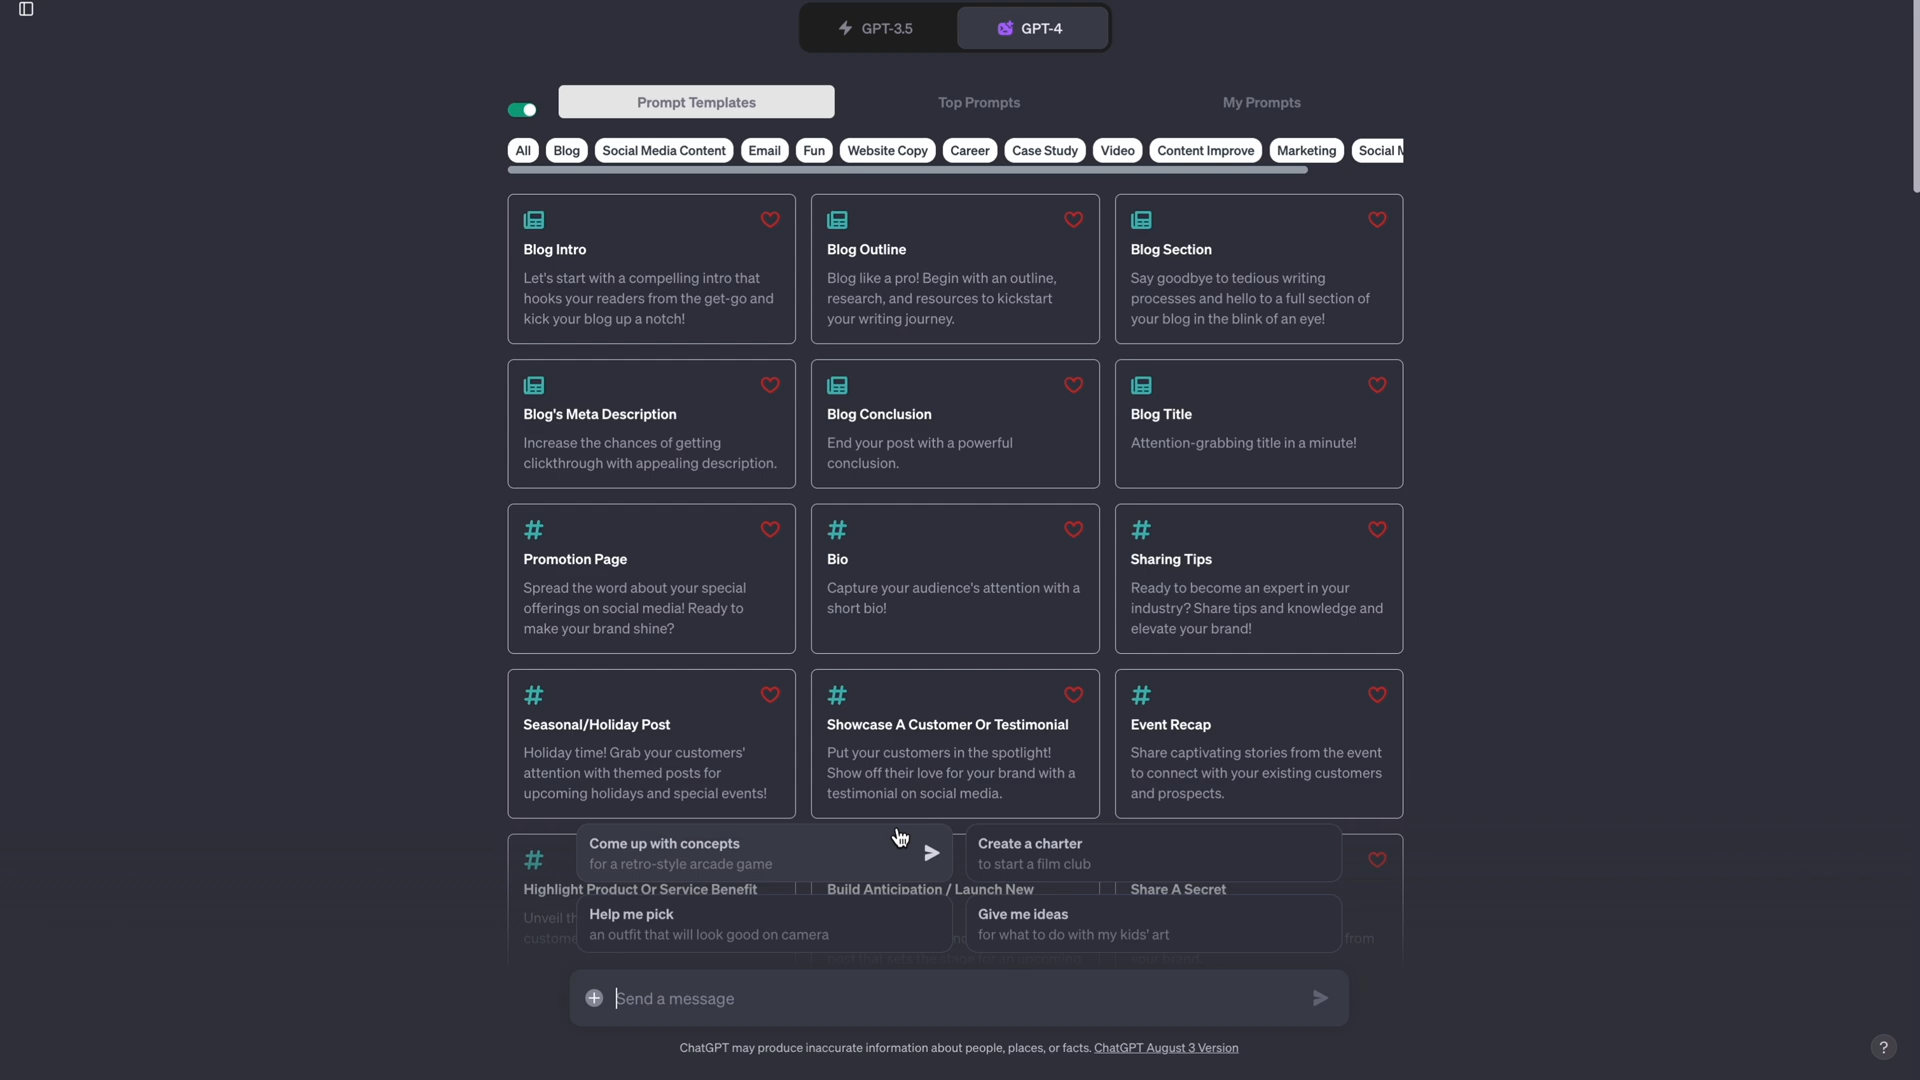 GPT-3.5
GPT-4
Prompt Templates
Top Prompts
My Prompts
All
Blog
Social Media Content
Email
Fun
Website Copy
Career
Case Study
Video
Content Improve
Marketing
Social
Blog Intro
Let's start with a compelling intro that
hooks your readers from the get-go and
kick your blog up a notch!
Blog Outline
Blog like a pro! Begin with an outline,
research, and resources to kickstart
your writing journey.
Blog Section
Say goodbye to tedious writing
processes and hello to a full section of
your blog in the blink of an eye!
Blog's Meta Description
Increase the chances of getting
clickthrough with appealing description.
Blog Conclusion
End your post with a powerful
conclusion.
Blog Title
Attention-grabbing title in a minute!
#
Promotion Page
Spread the word about your special
offerings on social media! Ready to
make your brand shine?
#
Bio
Capture your audience's attention with a
short bio!
#
Sharing Tips
Ready to become an expert in your
industry? Share tips and knowledge and
elevate your brand!
#
Seasonal/Holiday Post
Holiday time! Grab your customers'
attention with themed posts for
upcoming holidays and special events!
#
Showcase A Customer Or Testimonial
Put your customers in the spotlight!
Show off their love for your brand with a
testimonial on social media.
#
Event Recap
Share captivating stories from the event
to connect with your existing customers
and prospects.
#
Highlight Product Or Service Benefit
Unveil
Build Anticipation / Launch New
post that sets the stage for an upcoming
Share A Secret
from
your brand.
Come up with concepts
for a retro-style arcade game
Create a charter
to start a film club
Help me pick
an outfit that will look good on camera
Give me ideas
for what to do with my kids' art
Send a message
ChatGPT may produce inaccurate information about people, places, or facts. ChatGPT August 3 Version
?